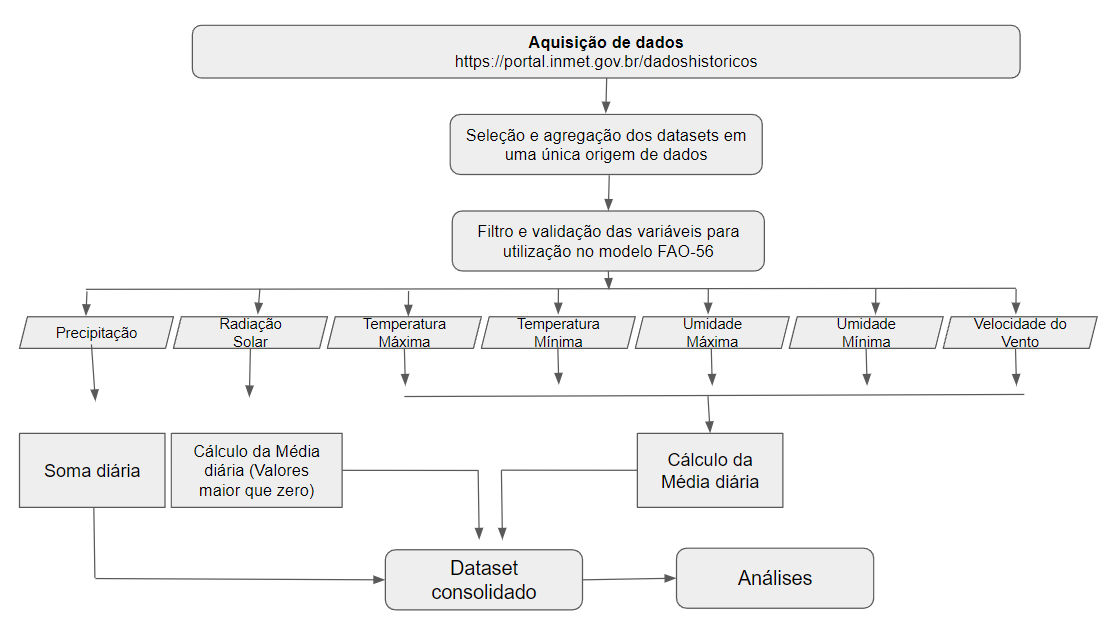 Aquisição de dados
https://portal.inmet.gov.br/dadoshistoricos
Seleção e agregação dos datasets em
uma única origem de dados
Filtro e validação das variáveis para
utilização no modelo FAO-56
Precipitação
Radiação
Solar
Temperatura
Máxima
Temperatura
Mínima
Umidade
Máxima
Umidade
Mínima
Velocidade do
Vento
Soma diária
Cálculo da Média
diária (Valores
maior que zero)
Cálculo da
Média diária
Dataset
consolidado
Análises